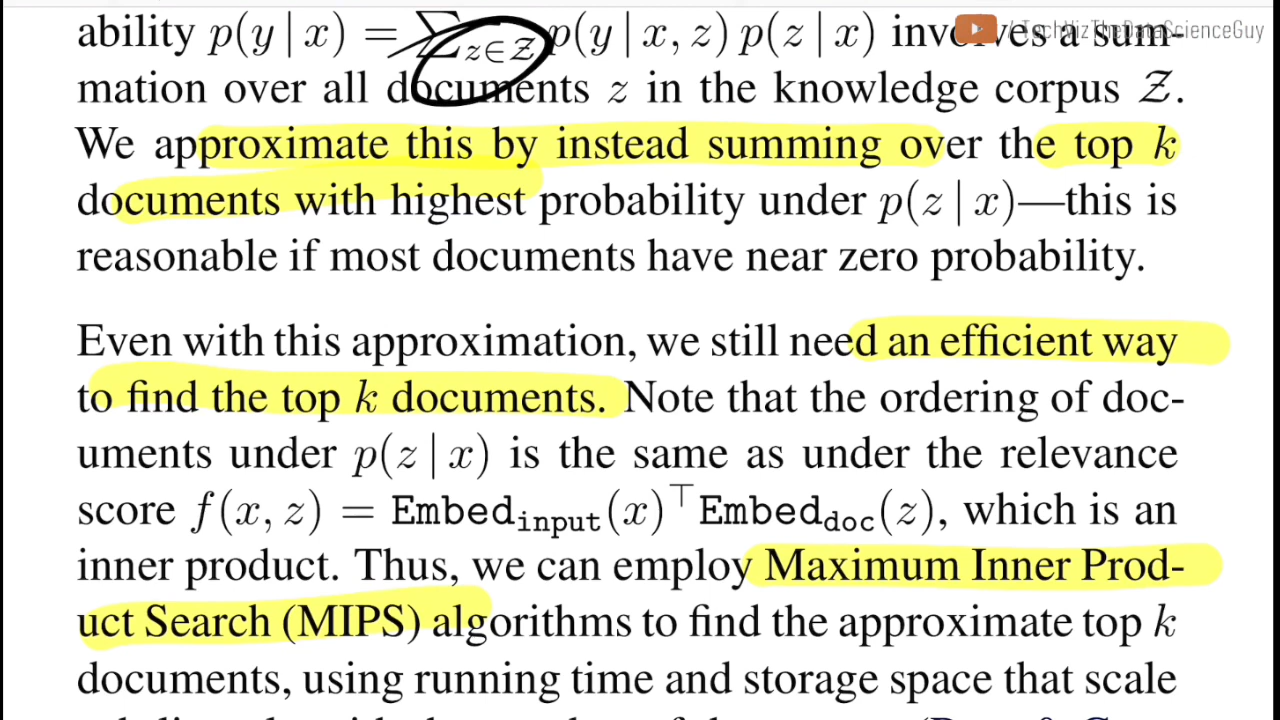 / TechVizTheDataScienceGuy
ability p(y | x) = ∑_{z∈𝒵} p(y | x, z) p(z | x) involves a sum-
mation over all documents z in the knowledge corpus 𝒵.
We approximate this by instead summing over the top k
documents with highest probability under p(z | x)—this is
reasonable if most documents have near zero probability.
Even with this approximation, we still need an efficient way
to find the top k documents. Note that the ordering of doc-
uments under p(z | x) is the same as under the relevance
score f(x, z) = Embed_input(x)^⊤Embed_doc(z), which is an
inner product. Thus, we can employ Maximum Inner Prod-
uct Search (MIPS) algorithms to find the approximate top k
documents, using running time and storage space that scale